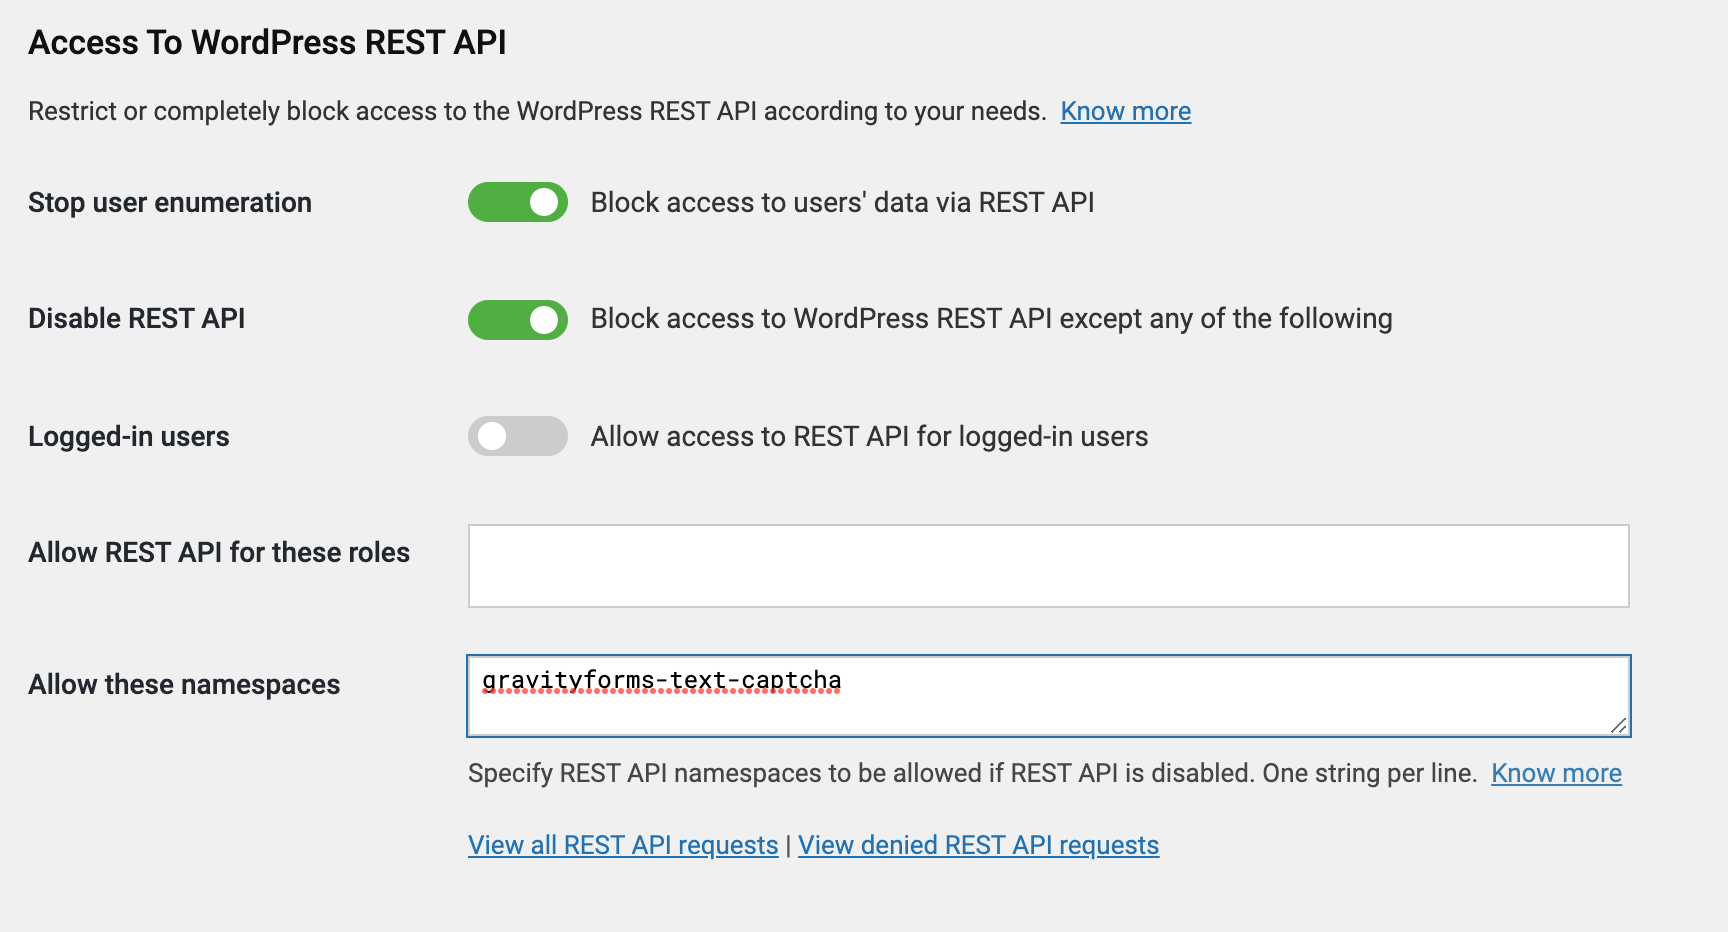 Access To WordPress REST API
Restrict or completely block access to the WordPress REST API according to your needs. Know more
Stop user enumeration Block access to users' data via REST API
Disable REST API Block access to WordPress REST API except any of the following
Logged-in users Allow access to REST API for logged-in users
Allow REST API for these roles
Allow these namespaces gravityforms-text-captcha
Specify REST API namespaces to be allowed if REST API is disabled. One string per line. Know more
View all REST API requests | View denied REST API requests